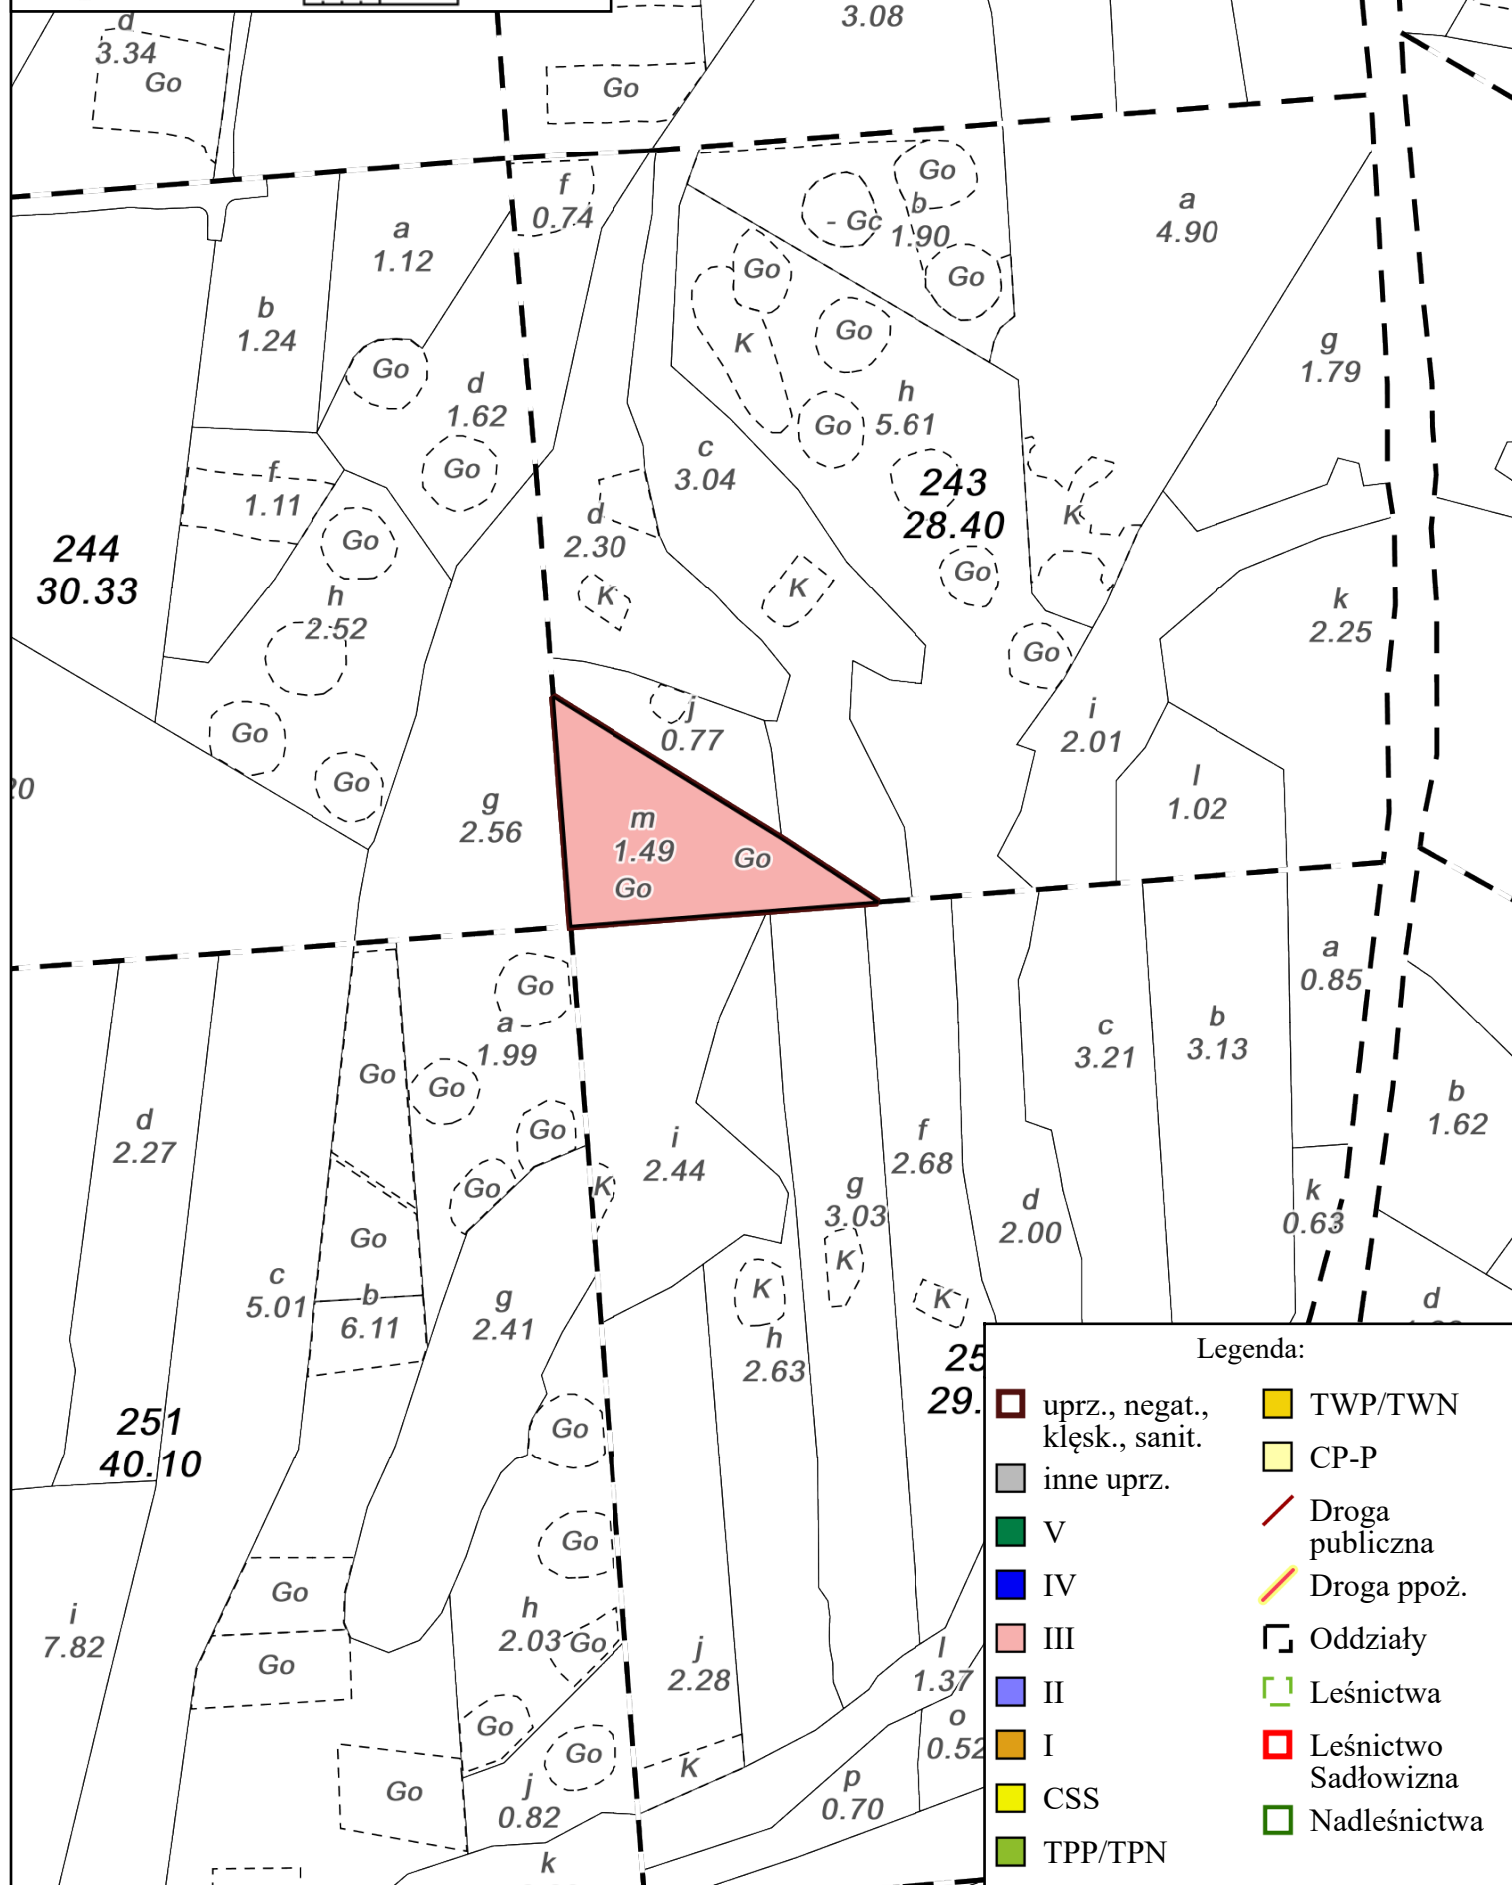 d
3.34
Go
Go
3.08
f
0.74
a
1.12
b
1.24
Go
d
1.62
Go
f
1.11
Go
h
2.52
244
30.33
Go
Go
g
2.56
Go
- Gc
b
1.90
Go
Go
K
Go
a
4.90
g
1.79
h
5.61
Go
c
3.04
243
28.40
K
d
2.30
K
K
Go
Go
k
2.25
i
2.01
j
0.77
l
1.02
m
1.49
Go
Go
Go
a
1.99
Go
Go
Go
Go
K
d
2.27
Go
c
5.01
b
6.11
g
2.41
i
2.44
g
3.03
K
f
2.68
d
2.00
c
3.21
b
3.13
a
0.85
b
1.62
k
0.63
d
K
h
2.63
K
25
29.
251
40.10
Go
Go
i
7.82
Go
Go
h
2.03
Go
Go
Go
Go
j
0.82
k
j
2.28
K
l
1.37
o
0.52
p
0.70
Legenda:
uprz., negat.,
klęsk., sanit.
inne uprz.
V
IV
III
II
I
CSS
TPP/TPN
TWP/TWN
CP-P
Droga
publiczna
Droga ppoż.
Oddziały
Leśnictwa
Leśnictwo
Sadłowizna
Nadleśnictwa